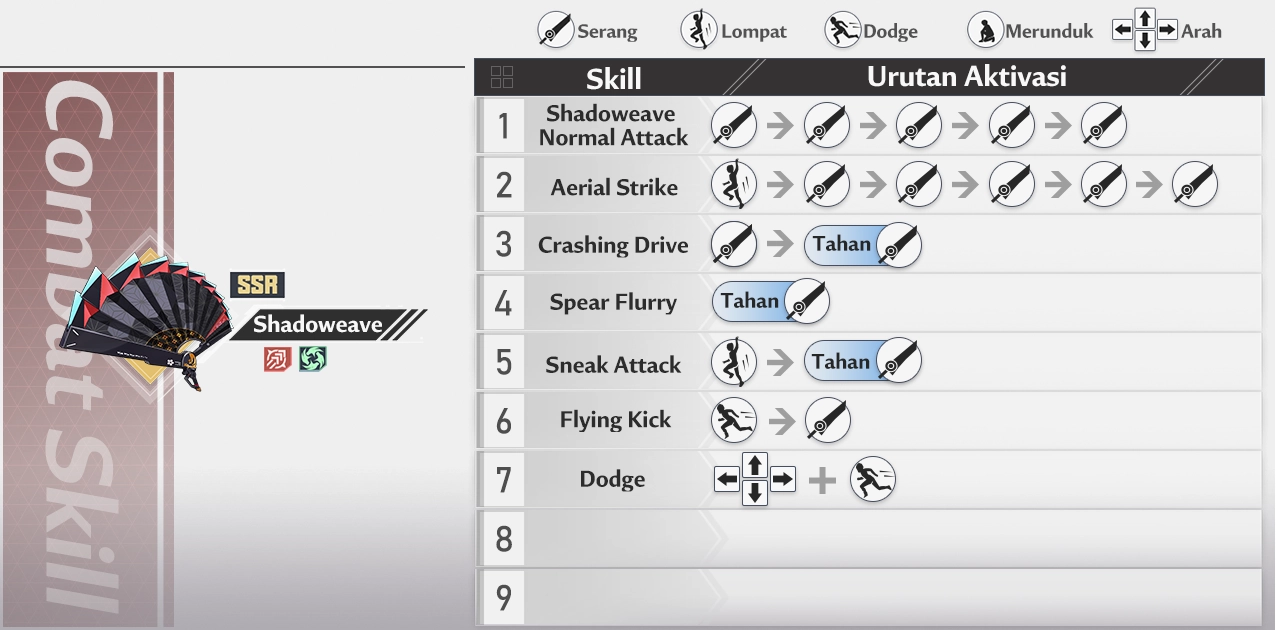 Serang
Lompat
Dodge
Merunduk
Arah
Combat Skill
SSR
Shadoweave
Skill
Urutan Aktivasi
1
Shadoweave
Normal Attack
2
Aerial Strike
3
Crashing Drive
Tahan
4
Spear Flurry
Tahan
5
Sneak Attack
Tahan
6
Flying Kick
7
Dodge
8
9